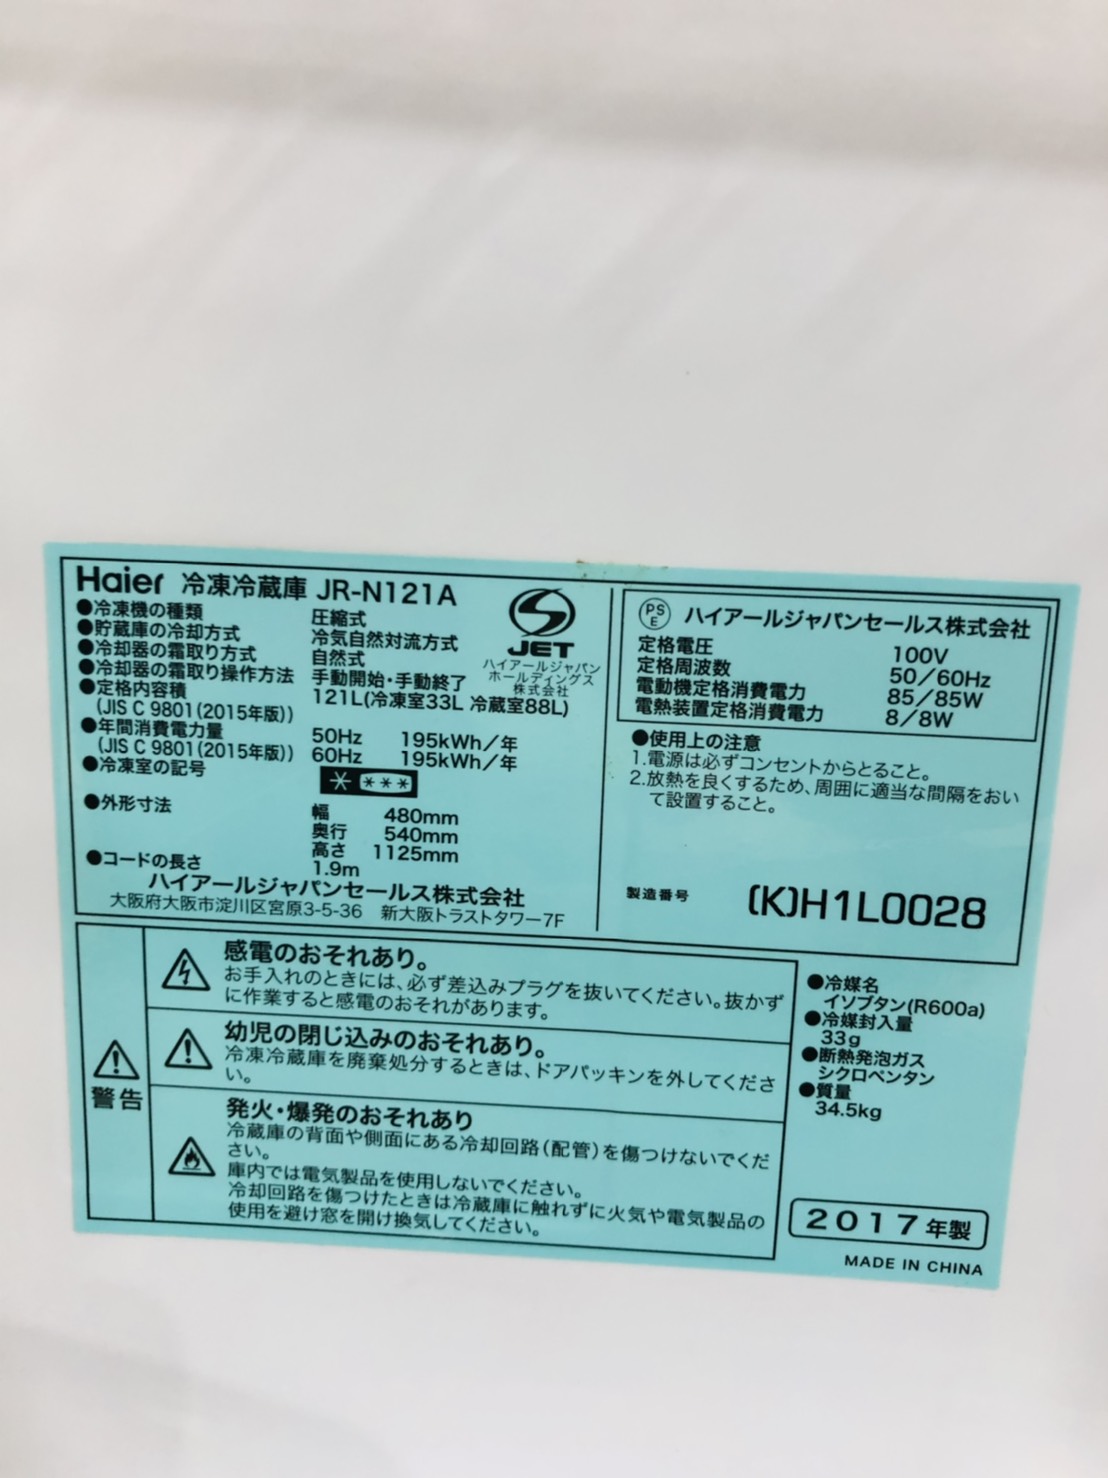 Haier 冷凍冷蔵庫 JR-N121A
●冷凍機の種類 圧縮式
●貯蔵庫の冷却方式 冷気自然対流方式
●冷却器の霜取り方式 自然式
●冷却器の霜取り操作方法 手動開始・手動終了
●定格内容積 121L(冷凍室33L 冷蔵室88L)
(JIS C 9801(2015年版))
●年間消費電力量 50Hz 195kWh/年
(JIS C 9801(2015年版)) 60Hz 195kWh/年
●冷凍室の記号 * ***
●外形寸法 幅 480mm
奥行 540mm
高さ 1125mm
●コードの長さ 1.9m
ハイアールジャパンセールス株式会社
大阪府大阪市淀川区宮原3-5-36 新大阪トラストタワー7F
S
JET
ハイアールジャパン
ホールディングス
株式会社
PS
E
ハイアールジャパンセールス株式会社
定格電圧 100V
定格周波数 50/60Hz
電動機定格消費電力 85/85W
電熱装置定格消費電力 8/8W
●使用上の注意
1.電源は必ずコンセントからとること。
2.放熱を良くするため、周囲に適当な間隔をおい
て設置すること。
製造番号 (K)H1L0028
警告
感電のおそれあり。
お手入れのときには、必ず差込みプラグを抜いてください。抜かず
に作業すると感電のおそれがあります。
幼児の閉じ込みのおそれあり。
冷凍冷蔵庫を廃棄処分するときは、ドアパッキンを外してくださ
い。
発火・爆発のおそれあり
冷蔵庫の背面や側面にある冷却回路(配管)を傷つけないでくだ
さい。
庫内では電気製品を使用しないでください。
冷却回路を傷つけたときは冷蔵庫に触れずに火気や電気製品の
使用を避け窓を開け換気してください。
●冷媒名
イソブタン(R600a)
●冷媒封入量
33g
●断熱発泡ガス
シクロペンタン
●質量
34.5kg
2017年製
MADE IN CHINA